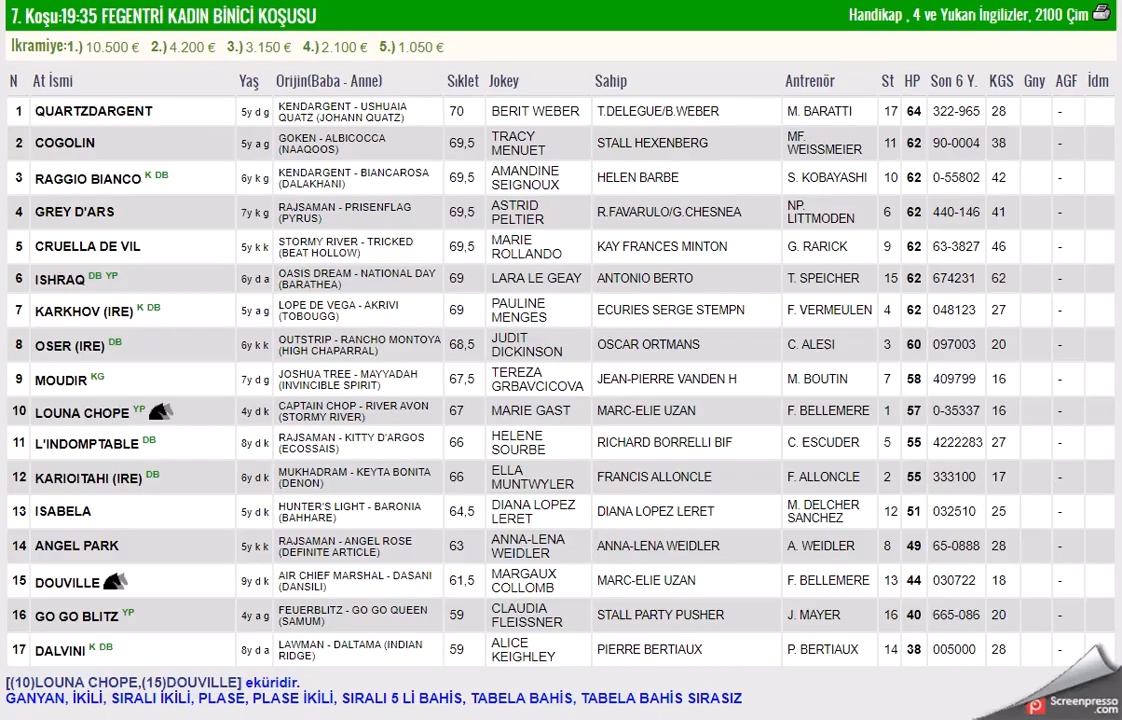 7. Koşu:19:35 FEGENTRİ KADIN BİNİCİ KOŞUSU Handikap , 4 ve Yukarı İngilizler, 2100 Çim
İkramiye:1.) 10.500 € 2.) 4.200 € 3.) 3.150 € 4.) 2.100 € 5.) 1.050 €
N At İsmi Yaş Orijin(Baba - Anne) Sıklet Jokey Sahip Antrenör St HP Son 6 Y. KGS Gny AGF İdm
1 QUARTZDARGENT 5y d g KENDARGENT - USHUAIA QUATZ (JOHANN QUATZ) 70 BERIT WEBER T.DELEGUE/B.WEBER M. BARATTI 17 64 322-965 28 -
2 COGOLIN 5y a g GOKEN - ALBICOCCA (NAAQOOS) 69,5 TRACY MENUET STALL HEXENBERG MF. WEISSMEIER 11 62 90-0004 38 -
3 RAGGIO BIANCO K DB 6y k g KENDARGENT - BIANCAROSA (DALAKHANI) 69,5 AMANDINE SEIGNOUX HELEN BARBE S. KOBAYASHI 10 62 0-55802 42 -
4 GREY D'ARS 7y k g RAJSAMAN - PRISENFLAG (PYRUS) 69,5 ASTRID PELTIER R.FAVARULO/G.CHESNEA NP. LITTMODEN 6 62 440-146 41 -
5 CRUELLA DE VIL 5y k k STORMY RIVER - TRICKED (BEAT HOLLOW) 69,5 MARIE ROLLANDO KAY FRANCES MINTON G. RARICK 9 62 63-3827 46 -
6 ISHRAQ DB YP 6y d a OASIS DREAM - NATIONAL DAY (BARATHEA) 69 LARA LE GEAY ANTONIO BERTO T. SPEICHER 15 62 674231 62 -
7 KARKHOV (IRE) K DB 5y a g LOPE DE VEGA - AKRIVI (TOBOUGG) 69 PAULINE MENGES ECURIES SERGE STEMPN F. VERMEULEN 4 62 048123 27 -
8 OSER (IRE) DB 6y k k OUTSTRIP - RANCHO MONTOYA (HIGH CHAPARRAL) 68,5 JUDIT DICKINSON OSCAR ORTMANS C. ALESI 3 60 097003 20 -
9 MOUDIR KG 7y d g JOSHUA TREE - MAYYADAH (INVINCIBLE SPIRIT) 67,5 TEREZA GRBAVCICOVA JEAN-PIERRE VANDEN H M. BOUTIN 7 58 409799 16 -
10 LOUNA CHOPE YP 4y d k CAPTAIN CHOP - RIVER AVON (STORMY RIVER) 67 MARIE GAST MARC-ELIE UZAN F. BELLEMERE 1 57 0-35337 16 -
11 L'INDOMPTABLE DB 8y d k RAJSAMAN - KITTY D'ARGOS (ECOSSAIS) 66 HELENE SOURBE RICHARD BORRELLI BIF C. ESCUDER 5 55 4222283 27 -
12 KARIOITAHI (IRE) DB 6y d k MUKHADRAM - KEYTA BONITA (DENON) 66 ELLA MUNTWYLER FRANCIS ALLONCLE F. ALLONCLE 2 55 333100 17 -
13 ISABELA 5y d k HUNTER'S LIGHT - BARONIA (BAHHARE) 64,5 DIANA LOPEZ LERET DIANA LOPEZ LERET M. DELCHER SANCHEZ 12 51 032510 25 -
14 ANGEL PARK 5y k k RAJSAMAN - ANGEL ROSE (DEFINITE ARTICLE) 63 ANNA-LENA WEIDLER ANNA-LENA WEIDLER A. WEIDLER 8 49 65-0888 28 -
15 DOUVILLE 9y d k AIR CHIEF MARSHAL - DASANI (DANSILI) 61,5 MARGAUX COLLOMB MARC-ELIE UZAN F. BELLEMERE 13 44 030722 18 -
16 GO GO BLITZ YP 4y a g FEUERBLITZ - GO GO QUEEN (SAMUM) 59 CLAUDIA FLEISSNER STALL PARTY PUSHER J. MAYER 16 40 665-086 20 -
17 DALVINI K DB 8y d a LAWMAN - DALTAMA (INDIAN RIDGE) 59 ALICE KEIGHLEY PIERRE BERTIAUX P. BERTIAUX 14 38 005000 28 -
[(10)LOUNA CHOPE,(15)DOUVILLE] eküridir.
GANYAN, İKİLİ, SIRALI İKİLİ, PLASE, PLASE İKİLİ, SIRALI 5 Lİ BAHİS, TABELA BAHİS, TABELA BAHİS SIRASIZ
Screenpresso.com